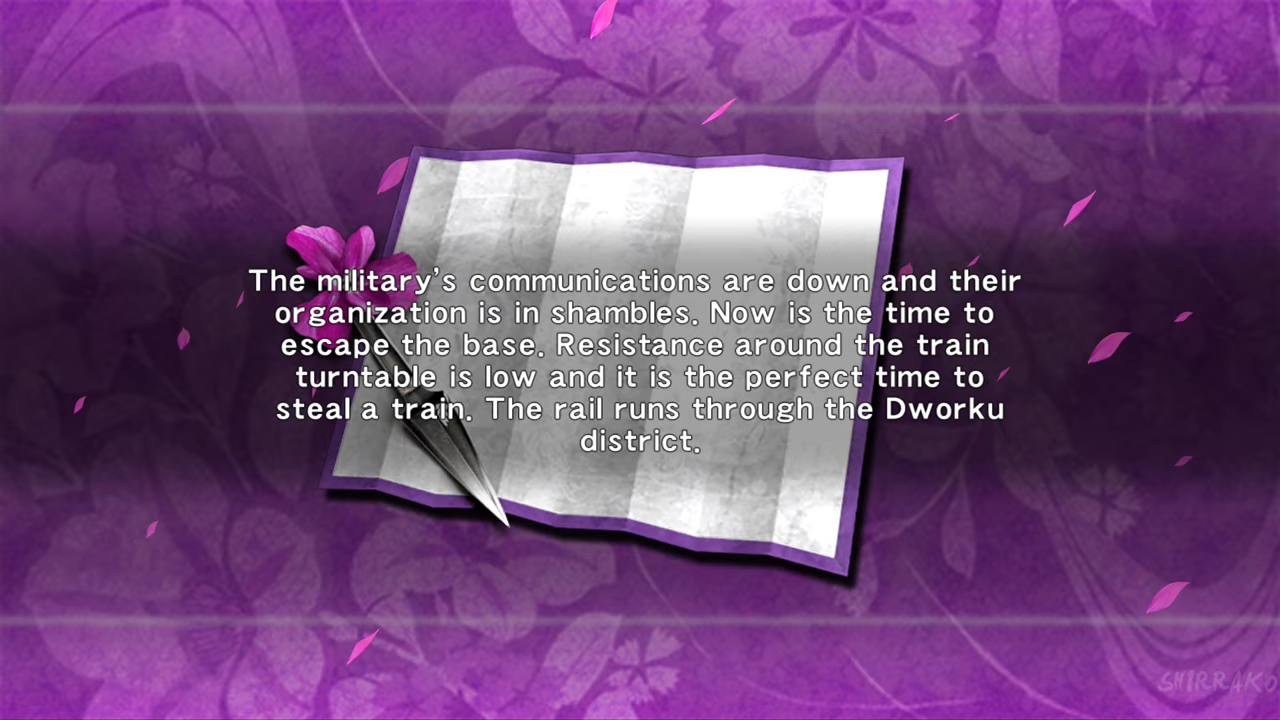 The military's communications are down and their
organization is in shambles. Now is the time to
escape the base. Resistance around the train
turntable is low and it is the perfect time to
steal a train. The rail runs through the Dworku
district.
SHIRRAKO